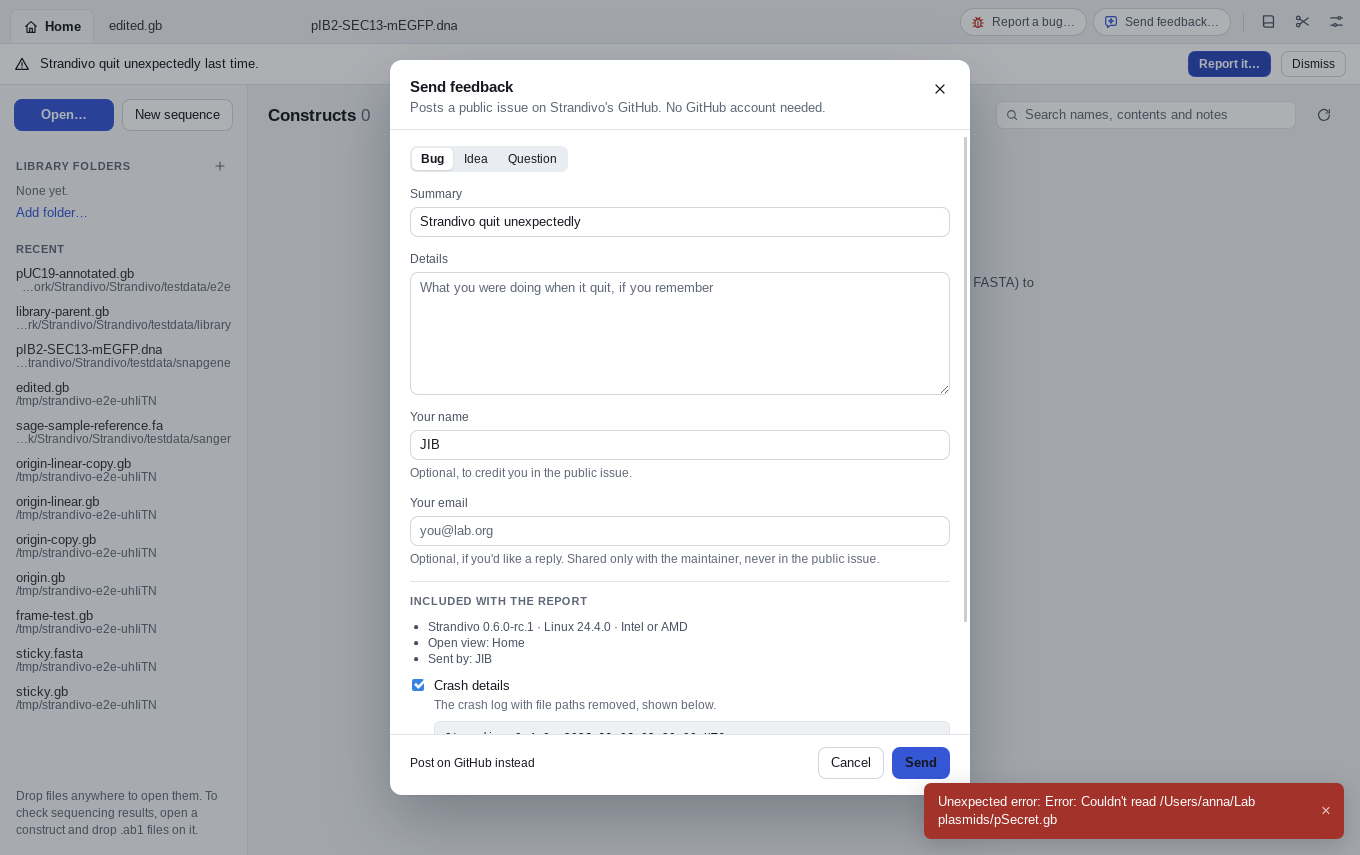 Home
edited.gb
pIB2-SEC13-mEGFP.dna
Report a bug…
Send feedback…
Strandivo quit unexpectedly last time.
Report it…
Dismiss
Open…
New sequence
LIBRARY FOLDERS
None yet.
Add folder…
RECENT
pUC19-annotated.gb
…ork/Strandivo/Strandivo/testdata/e2e
library-parent.gb
…rk/Strandivo/Strandivo/testdata/library
pIB2-SEC13-mEGFP.dna
…trandivo/Strandivo/testdata/snapgene
edited.gb
/tmp/strandivo-e2e-uhIiTN
sage-sample-reference.fa
…k/Strandivo/Strandivo/testdata/sanger
origin-linear-copy.gb
/tmp/strandivo-e2e-uhIiTN
origin-linear.gb
/tmp/strandivo-e2e-uhIiTN
origin-copy.gb
/tmp/strandivo-e2e-uhIiTN
origin.gb
/tmp/strandivo-e2e-uhIiTN
frame-test.gb
/tmp/strandivo-e2e-uhIiTN
sticky.fasta
/tmp/strandivo-e2e-uhIiTN
sticky.gb
/tmp/strandivo-e2e-uhIiTN
Drop files anywhere to open them. To
check sequencing results, open a
construct and drop .ab1 files on it.
Constructs 0
Search names, contents and notes
FASTA) to
Send feedback
Posts a public issue on Strandivo's GitHub. No GitHub account needed.
Bug
Idea
Question
Summary
Strandivo quit unexpectedly
Details
What you were doing when it quit, if you remember
Your name
JIB
Optional, to credit you in the public issue.
Your email
you@lab.org
Optional, if you'd like a reply. Shared only with the maintainer, never in the public issue.
INCLUDED WITH THE REPORT
Strandivo 0.6.0-rc.1 · Linux 24.4.0 · Intel or AMD
Open view: Home
Sent by: JIB
Crash details
The crash log with file paths removed, shown below.
Post on GitHub instead
Cancel
Send
Unexpected error: Error: Couldn't read /Users/anna/Lab
plasmids/pSecret.gb